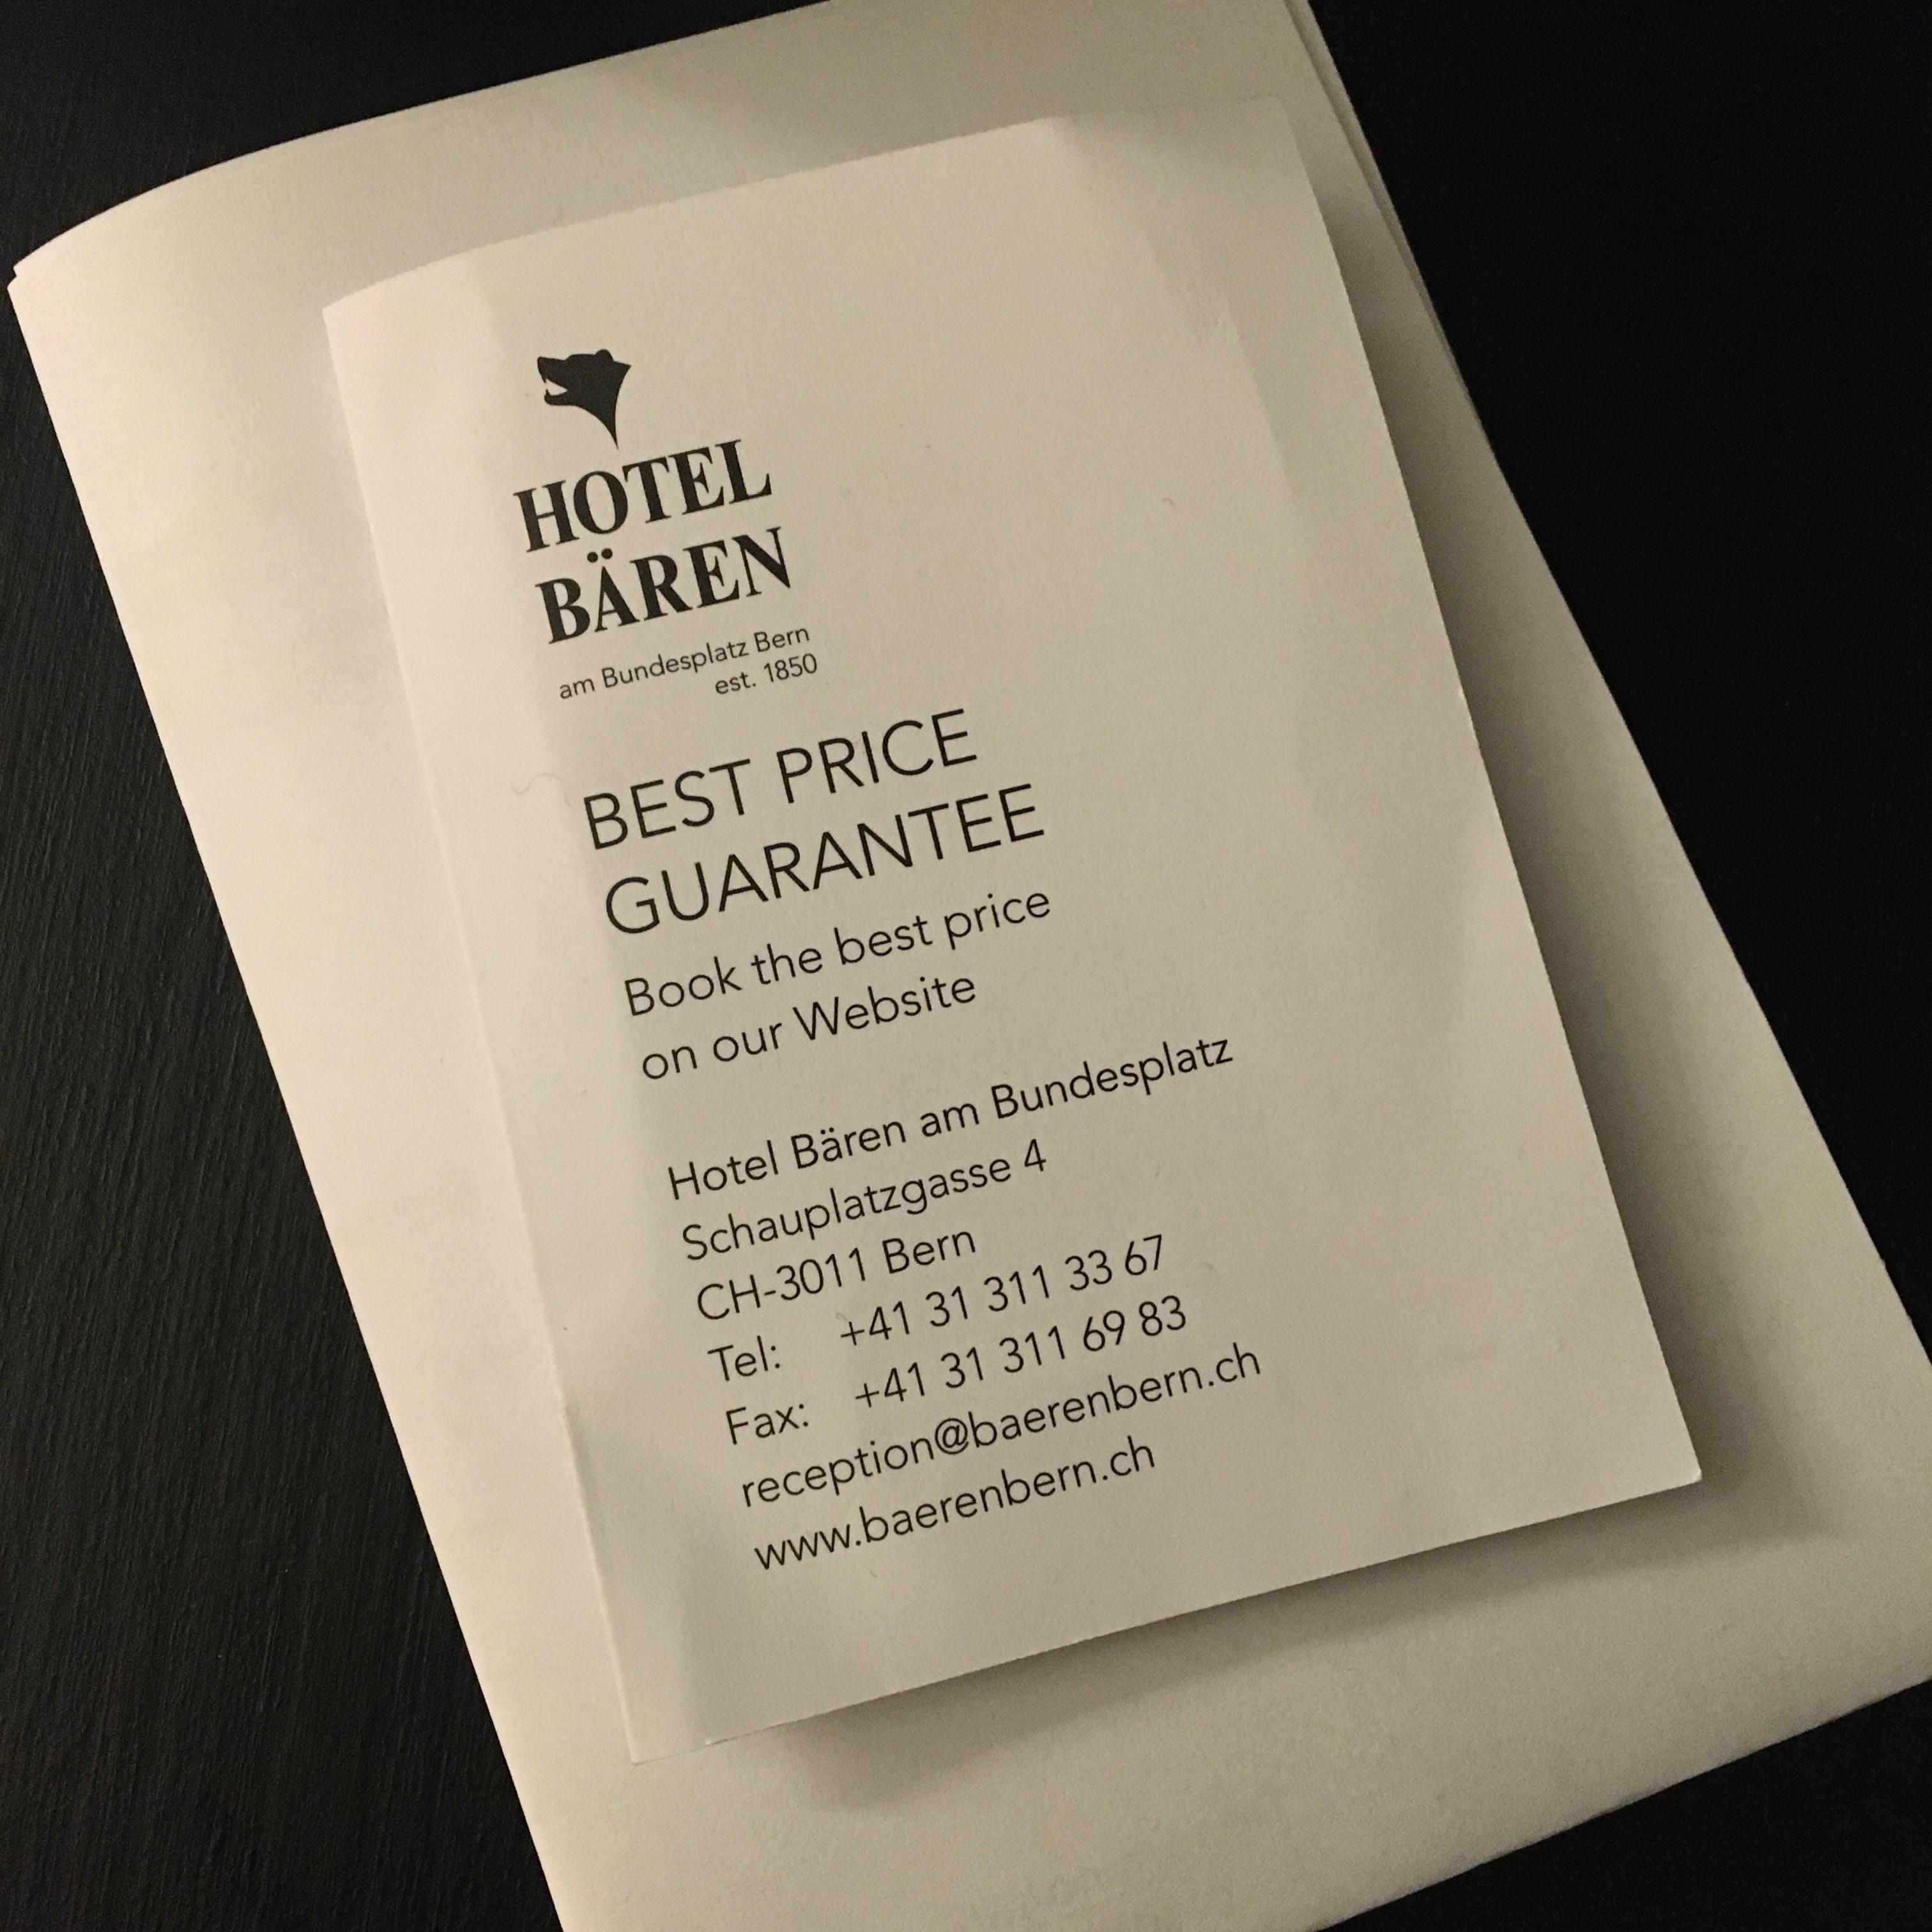 HOTEL
BÄREN
am Bundesplatz Bern
est. 1850
BEST PRICE
GUARANTEE
Book the best price
on our Website
Hotel Bären am Bundesplatz
Schauplatzgasse 4
CH-3011 Bern
Tel: +41 31 311 33 67
Fax: +41 31 311 69 83
reception@baerenbern.ch
www.baerenbern.ch